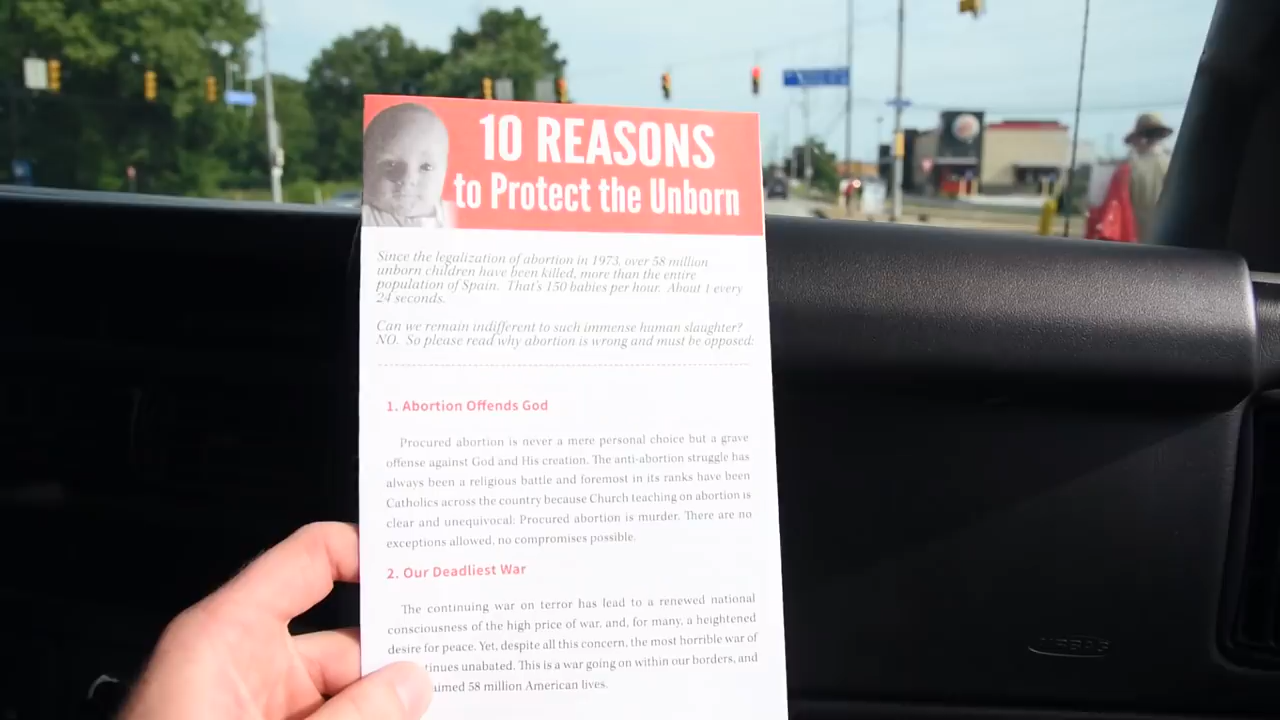 10 REASONS
to Protect the Unborn
Since the legalization of abortion in 1973, over 58 million
unborn children have been killed, more than the entire
population of Spain. That's 150 babies per hour. About 1 every
24 seconds.
Can we remain indifferent to such immense human slaughter?
NO. So please read why abortion is wrong and must be opposed:
1. Abortion Offends God
Procured abortion is never a mere personal choice but a grave
offense against God and His creation. The anti-abortion struggle has
always been a religious battle and foremost in its ranks have been
Catholics across the country because Church teaching on abortion is
clear and unequivocal: Procured abortion is murder. There are no
exceptions allowed, no compromises possible.
2. Our Deadliest War
The continuing war on terror has lead to a renewed national
consciousness of the high price of war, and, for many, a heightened
desire for peace. Yet, despite all this concern, the most horrible war of
tinues unabated. This is a war going on within our borders, and
aimed 58 million American lives.